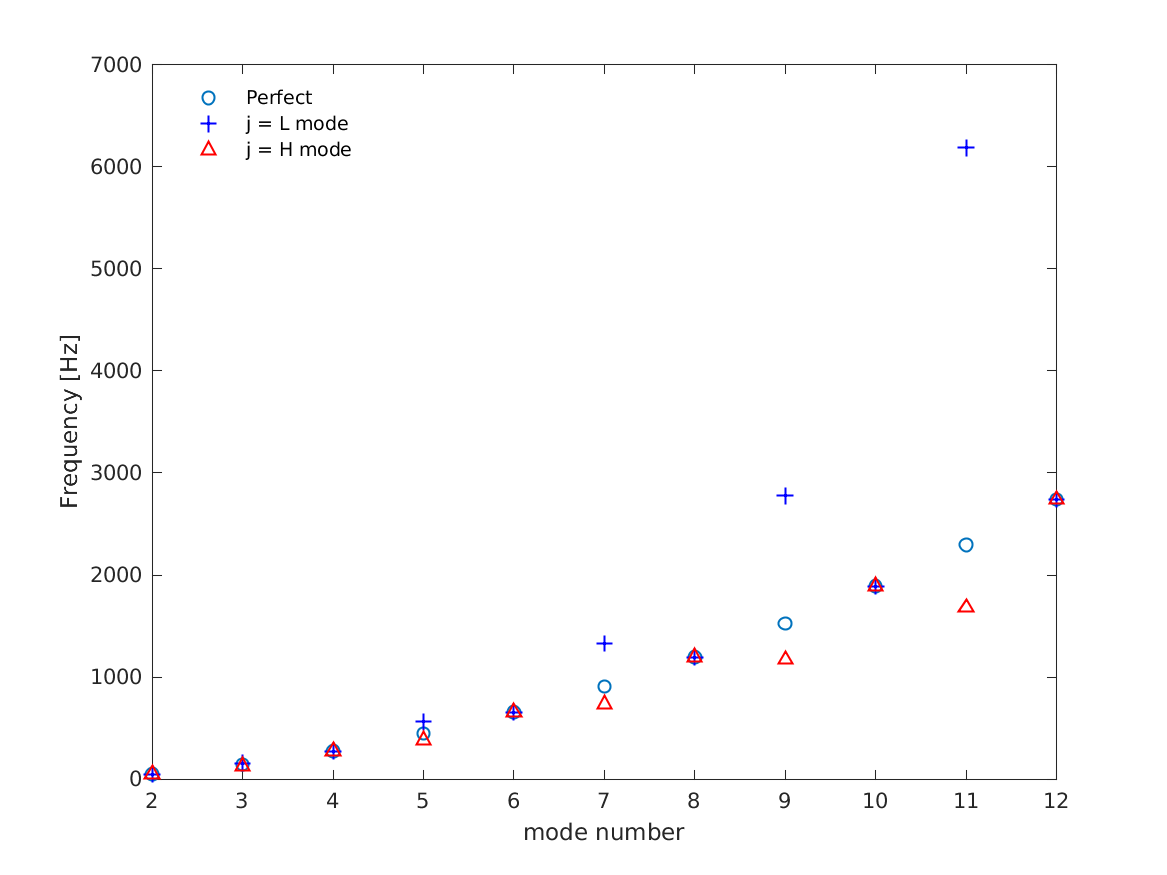 7000
6000
5000
4000
3000
2000
1000
0
Frequency [Hz]
Perfect
j = L mode
j = H mode
2 3 4 5 6 7 8 9 10 11 12
mode number